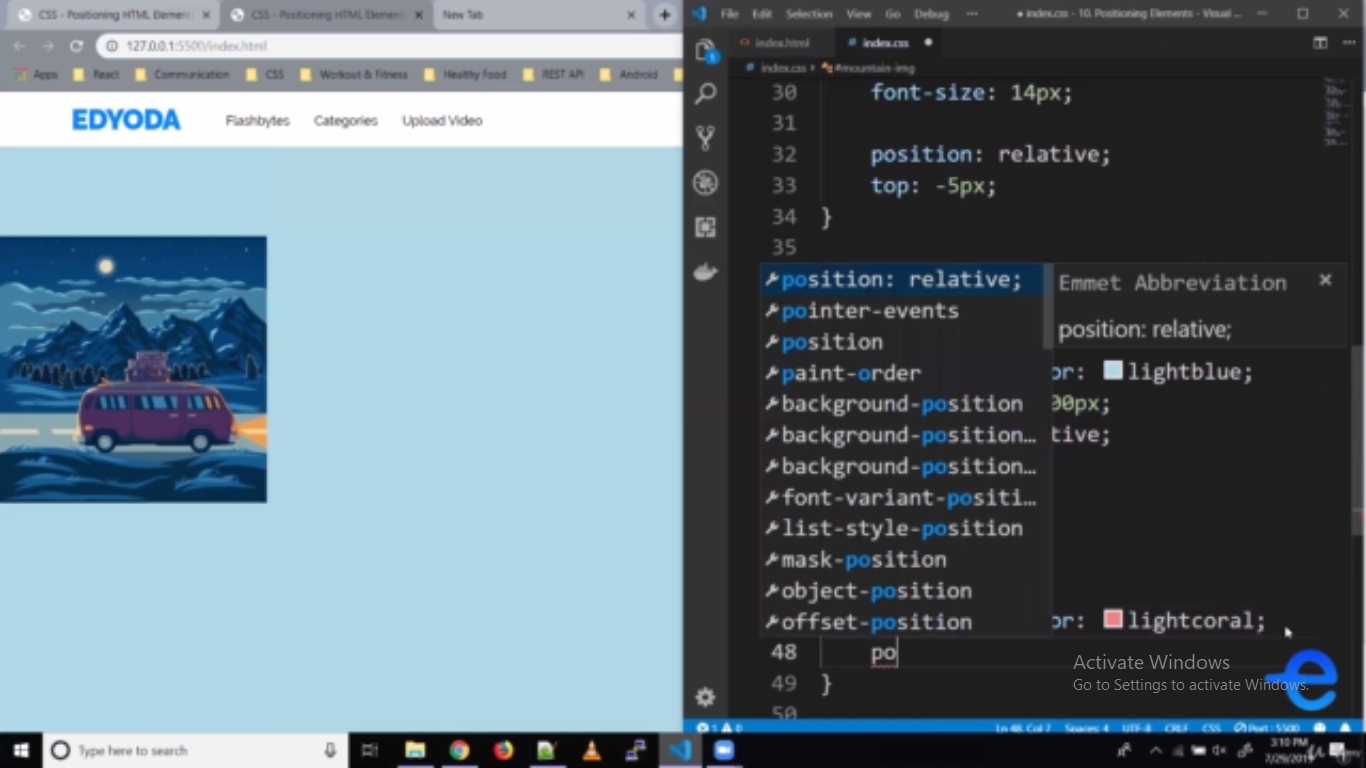 CSS - Positioning HTML Element
CSS - Positioning HTML Element
New Tab
127.0.0.1:5500/index.html
Apps
React
Communication
CSS
Workout & Fitness
Healthy Food
REST API
Android
EDYODA
Flashbytes
Categories
Upload Video
File Edit Selection View Go Debug ···
● index.css - 10. Positioning Elements - Visual ...
index.html
index.css
index.css
#mountain-img
30 font-size: 14px;
31
32 position: relative;
33 top: -5px;
34 }
35
position: relative;
pointer-events
position
paint-order
background-position
background-position…
background-position…
font-variant-positi…
list-style-position
mask-position
object-position
offset-position
Emmet Abbreviation
position: relative;
or: lightblue;
00px;
tive;
or: lightcoral;
48 po
49 }
50
Activate Windows
Go to Settings to activate Windows.
e
Ln 48, Col 7
Spaces: 4
UTF-8
CRLF
CSS
Port : 5500
Type here to search
3:10 PM